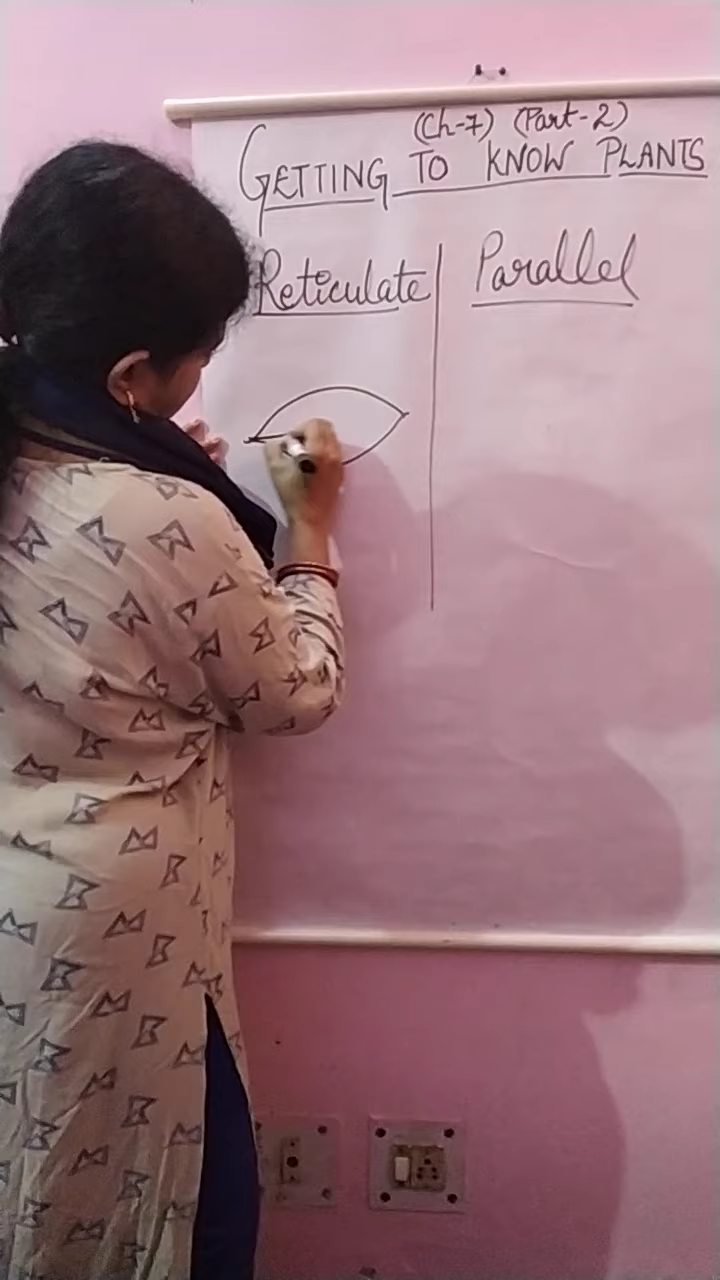 (Ch-7) (Part-2)
GETTING TO KNOW PLANTS
Reticulate
Parallel